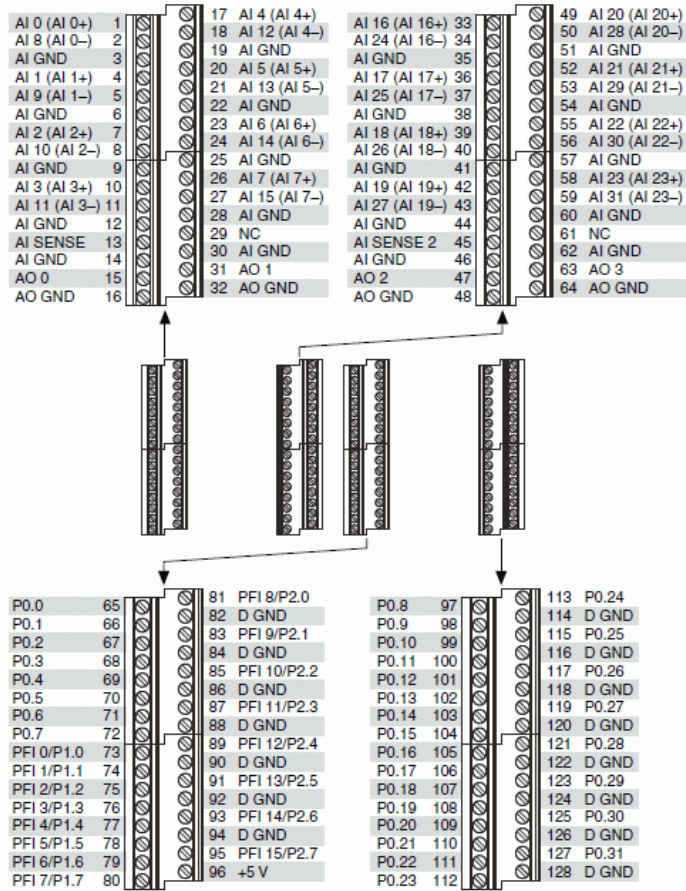 AI 0 (AI 0+) 1
AI 8 (AI 0–) 2
AI GND 3
AI 1 (AI 1+) 4
AI 9 (AI 1–) 5
AI GND 6
AI 2 (AI 2+) 7
AI 10 (AI 2–) 8
AI GND 9
AI 3 (AI 3+) 10
AI 11 (AI 3–) 11
AI GND 12
AI SENSE 13
AI GND 14
AO 0 15
AO GND 16
17 AI 4 (AI 4+)
18 AI 12 (AI 4–)
19 AI GND
20 AI 5 (AI 5+)
21 AI 13 (AI 5–)
22 AI GND
23 AI 6 (AI 6+)
24 AI 14 (AI 6–)
25 AI GND
26 AI 7 (AI 7+)
27 AI 15 (AI 7–)
28 AI GND
29 NC
30 AI GND
31 AO 1
32 AO GND
AI 16 (AI 16+) 33
AI 24 (AI 16–) 34
AI GND 35
AI 17 (AI 17+) 36
AI 25 (AI 17–) 37
AI GND 38
AI 18 (AI 18+) 39
AI 26 (AI 18–) 40
AI GND 41
AI 19 (AI 19+) 42
AI 27 (AI 19–) 43
AI GND 44
AI SENSE 2 45
AI GND 46
AO 2 47
AO GND 48
49 AI 20 (AI 20+)
50 AI 28 (AI 20–)
51 AI GND
52 AI 21 (AI 21+)
53 AI 29 (AI 21–)
54 AI GND
55 AI 22 (AI 22+)
56 AI 30 (AI 22–)
57 AI GND
58 AI 23 (AI 23+)
59 AI 31 (AI 23–)
60 AI GND
61 NC
62 AI GND
63 AO 3
64 AO GND
P0.0 65
P0.1 66
P0.2 67
P0.3 68
P0.4 69
P0.5 70
P0.6 71
P0.7 72
PFI 0/P1.0 73
PFI 1/P1.1 74
PFI 2/P1.2 75
PFI 3/P1.3 76
PFI 4/P1.4 77
PFI 5/P1.5 78
PFI 6/P1.6 79
PFI 7/P1.7 80
81 PFI 8/P2.0
82 D GND
83 PFI 9/P2.1
84 D GND
85 PFI 10/P2.2
86 D GND
87 PFI 11/P2.3
88 D GND
89 PFI 12/P2.4
90 D GND
91 PFI 13/P2.5
92 D GND
93 PFI 14/P2.6
94 D GND
95 PFI 15/P2.7
96 +5 V
P0.8 97
P0.9 98
P0.10 99
P0.11 100
P0.12 101
P0.13 102
P0.14 103
P0.15 104
P0.16 105
P0.17 106
P0.18 107
P0.19 108
P0.20 109
P0.21 110
P0.22 111
P0.23 112
113 P0.24
114 D GND
115 P0.25
116 D GND
117 P0.26
118 D GND
119 P0.27
120 D GND
121 P0.28
122 D GND
123 P0.29
124 D GND
125 P0.30
126 D GND
127 P0.31
128 D GND